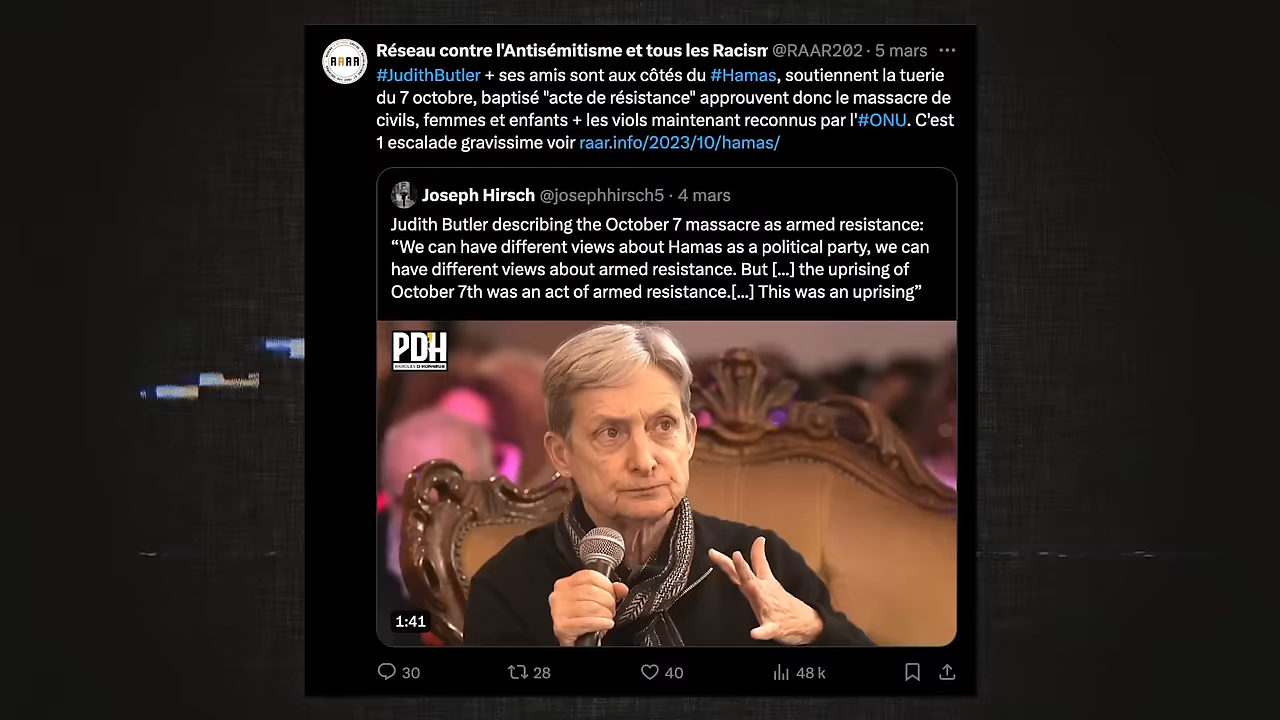 Réseau contre l'Antisémitisme et tous les Racism @RAAR202 · 5 mars
RAAR
#JudithButler + ses amis sont aux côtés du #Hamas, soutiennent la tuerie
du 7 octobre, baptisé "acte de résistance" approuvent donc le massacre de
civils, femmes et enfants + les viols maintenant reconnus par l'#ONU. C'est
1 escalade gravissime voir raar.info/2023/10/hamas/
Joseph Hirsch @josephhirsch5 · 4 mars
Judith Butler describing the October 7 massacre as armed resistance:
“We can have different views about Hamas as a political party, we can
have different views about armed resistance. But [...] the uprising of
October 7th was an act of armed resistance.[...] This was an uprising”
PDH
PAROLES D'HONNEUR
1:41
30 28 40 48 k